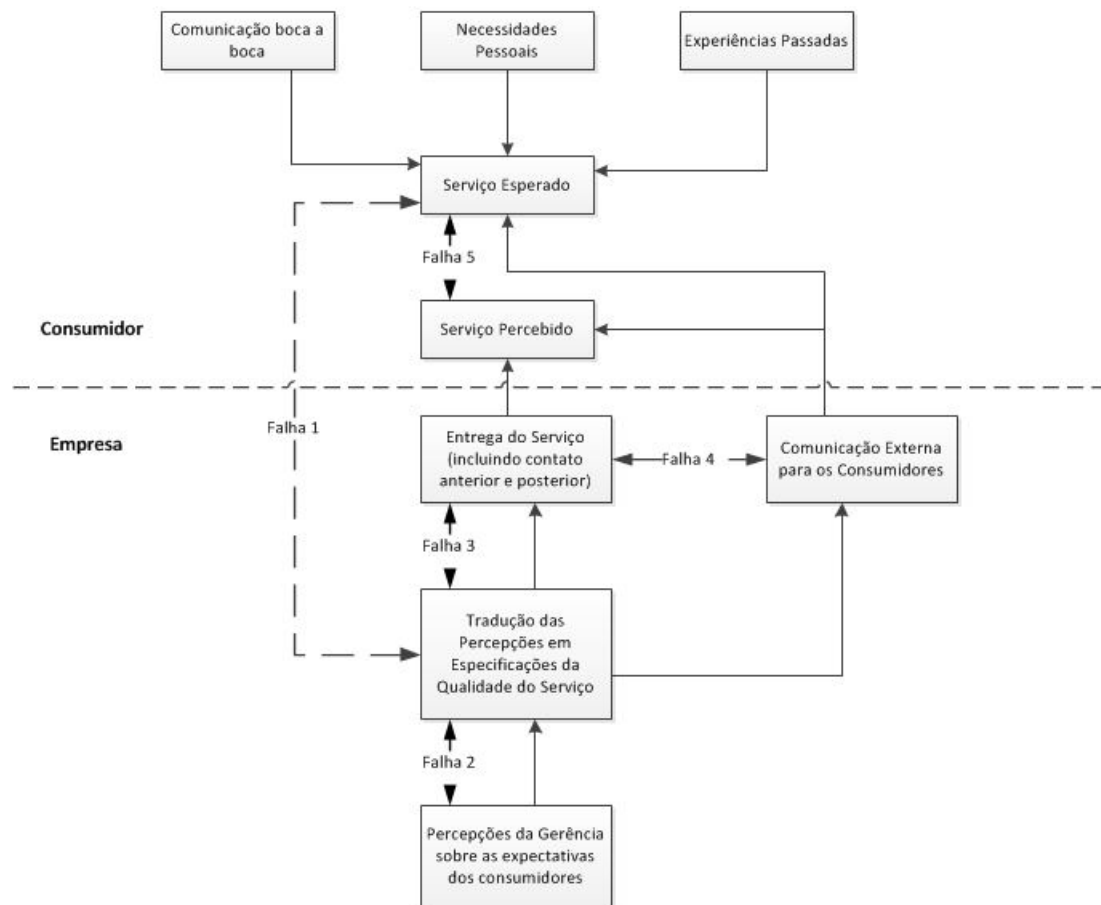 Comunicação boca a
boca
Necessidades
Pessoais
Experiências Passadas
Serviço Esperado
Falha 5
Consumidor
Serviço Percebido
Falha 1
Empresa
Entrega do Serviço
(incluindo contato
anterior e posterior)
Falha 4
Comunicação Externa
para os Consumidores
Falha 3
Tradução das
Percepções em
Especificações da
Qualidade do Serviço
Falha 2
Percepções da Gerência
sobre as expectativas
dos consumidores